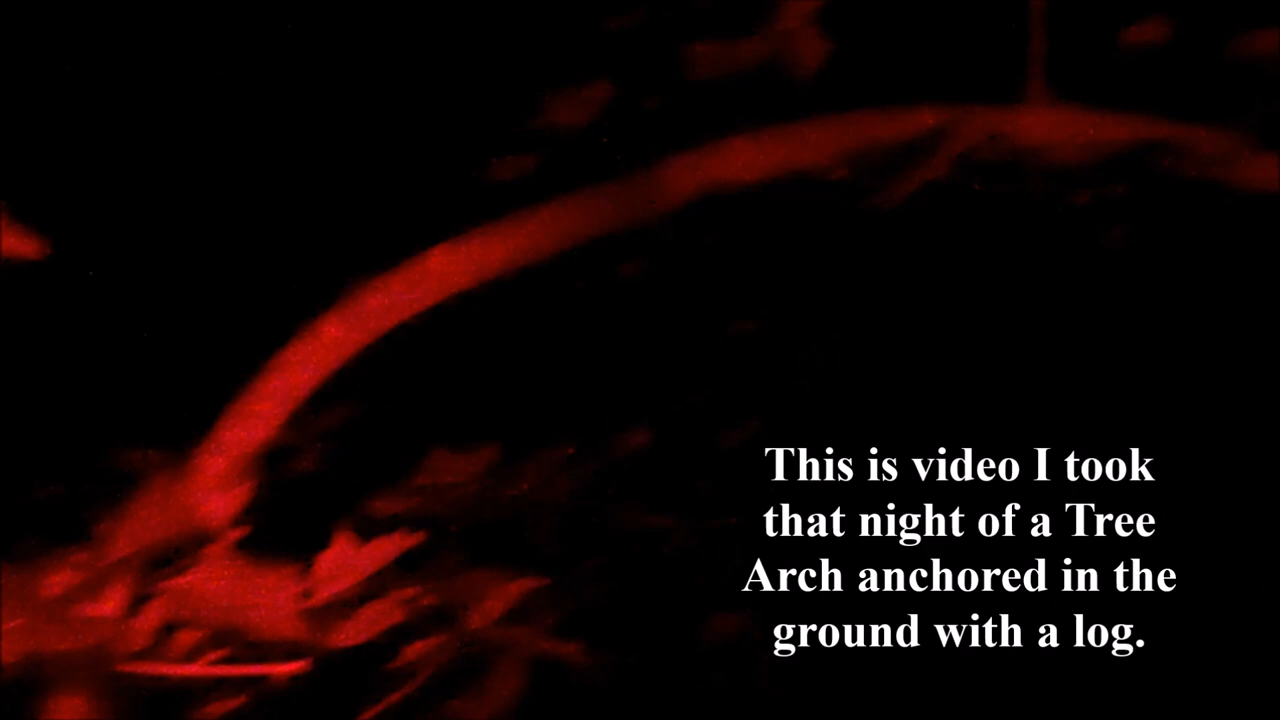 This is video I took
that night of a Tree
Arch anchored in the
ground with a log.